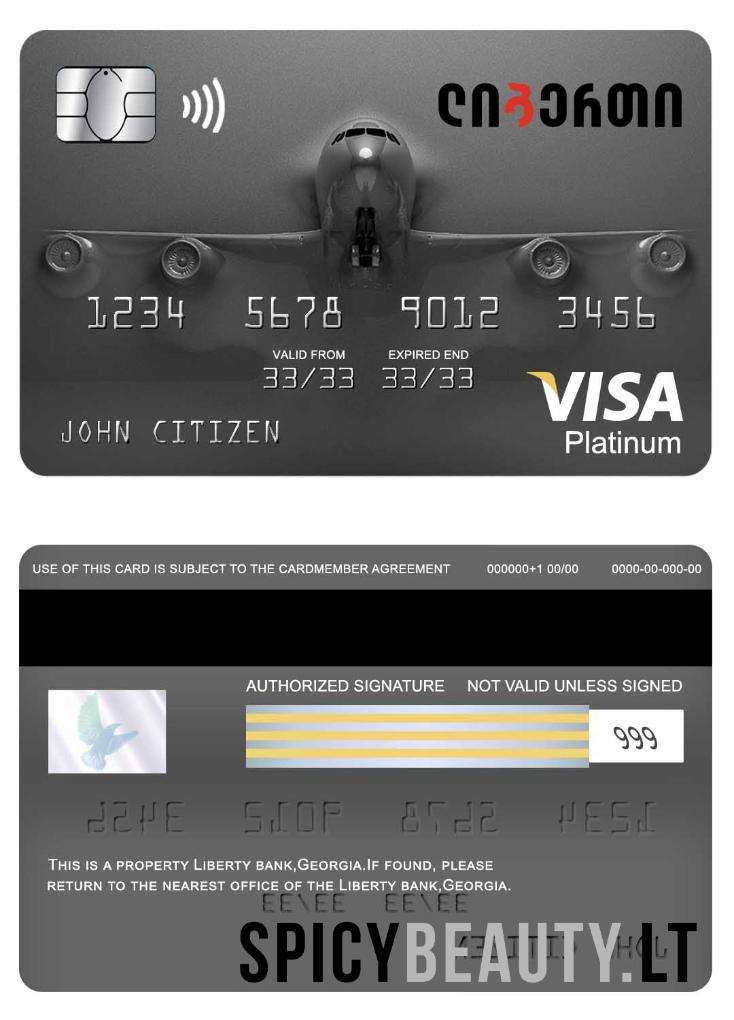 ლიბერთი
1234 5678 9012 3456
VALID FROM EXPIRED END
33/33 33/33
JOHN CITIZEN
VISA
Platinum
USE OF THIS CARD IS SUBJECT TO THE CARDMEMBER AGREEMENT 000000+1 00/00 0000-00-000-00
AUTHORIZED SIGNATURE NOT VALID UNLESS SIGNED
999
THIS IS A PROPERTY LIBERTY BANK,GEORGIA.IF FOUND, PLEASE
RETURN TO THE NEAREST OFFICE OF THE LIBERTY BANK,GEORGIA.
SPICYBEAUTY.LT